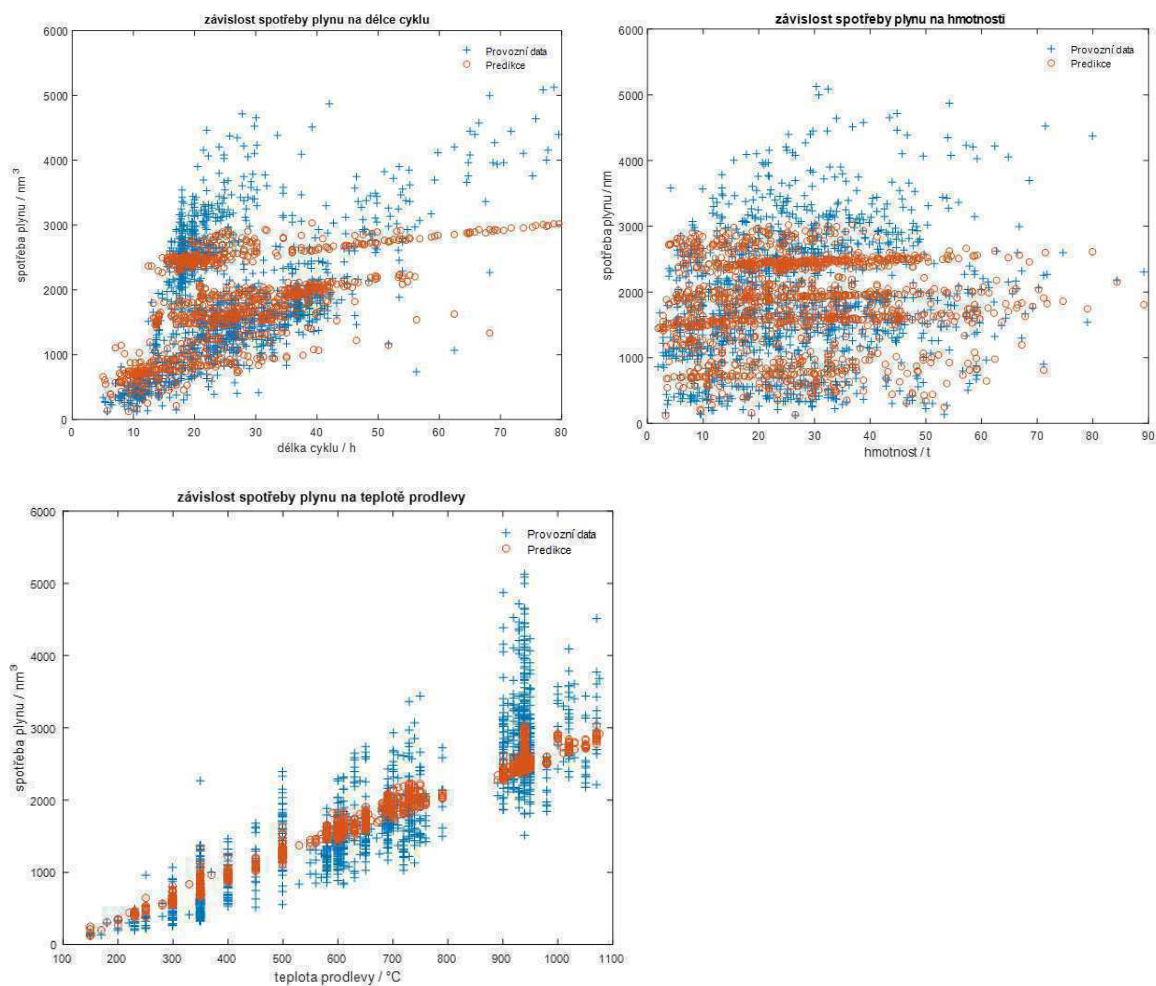 závislost spotřeby plynu na délce cyklu
Provozní data
Predikce
spotřeba plynu / nm³
6000
5000
4000
3000
2000
1000
0
0 10 20 30 40 50 60 70 80
délka cyklu / h
závislost spotřeby plynu na hmotnosti
Provozní data
Predikce
spotřeba plynu / nm
6000
5000
4000
3000
2000
1000
0
0 10 20 30 40 50 60 70 80 90
hmotnost / t
závislost spotřeby plynu na teplotě prodlevy
Provozní data
Predikce
spotřeba plynu / nm³
6000
5000
4000
3000
2000
1000
0
100 200 300 400 500 600 700 800 900 1000 1100
teplota prodlevy / °C